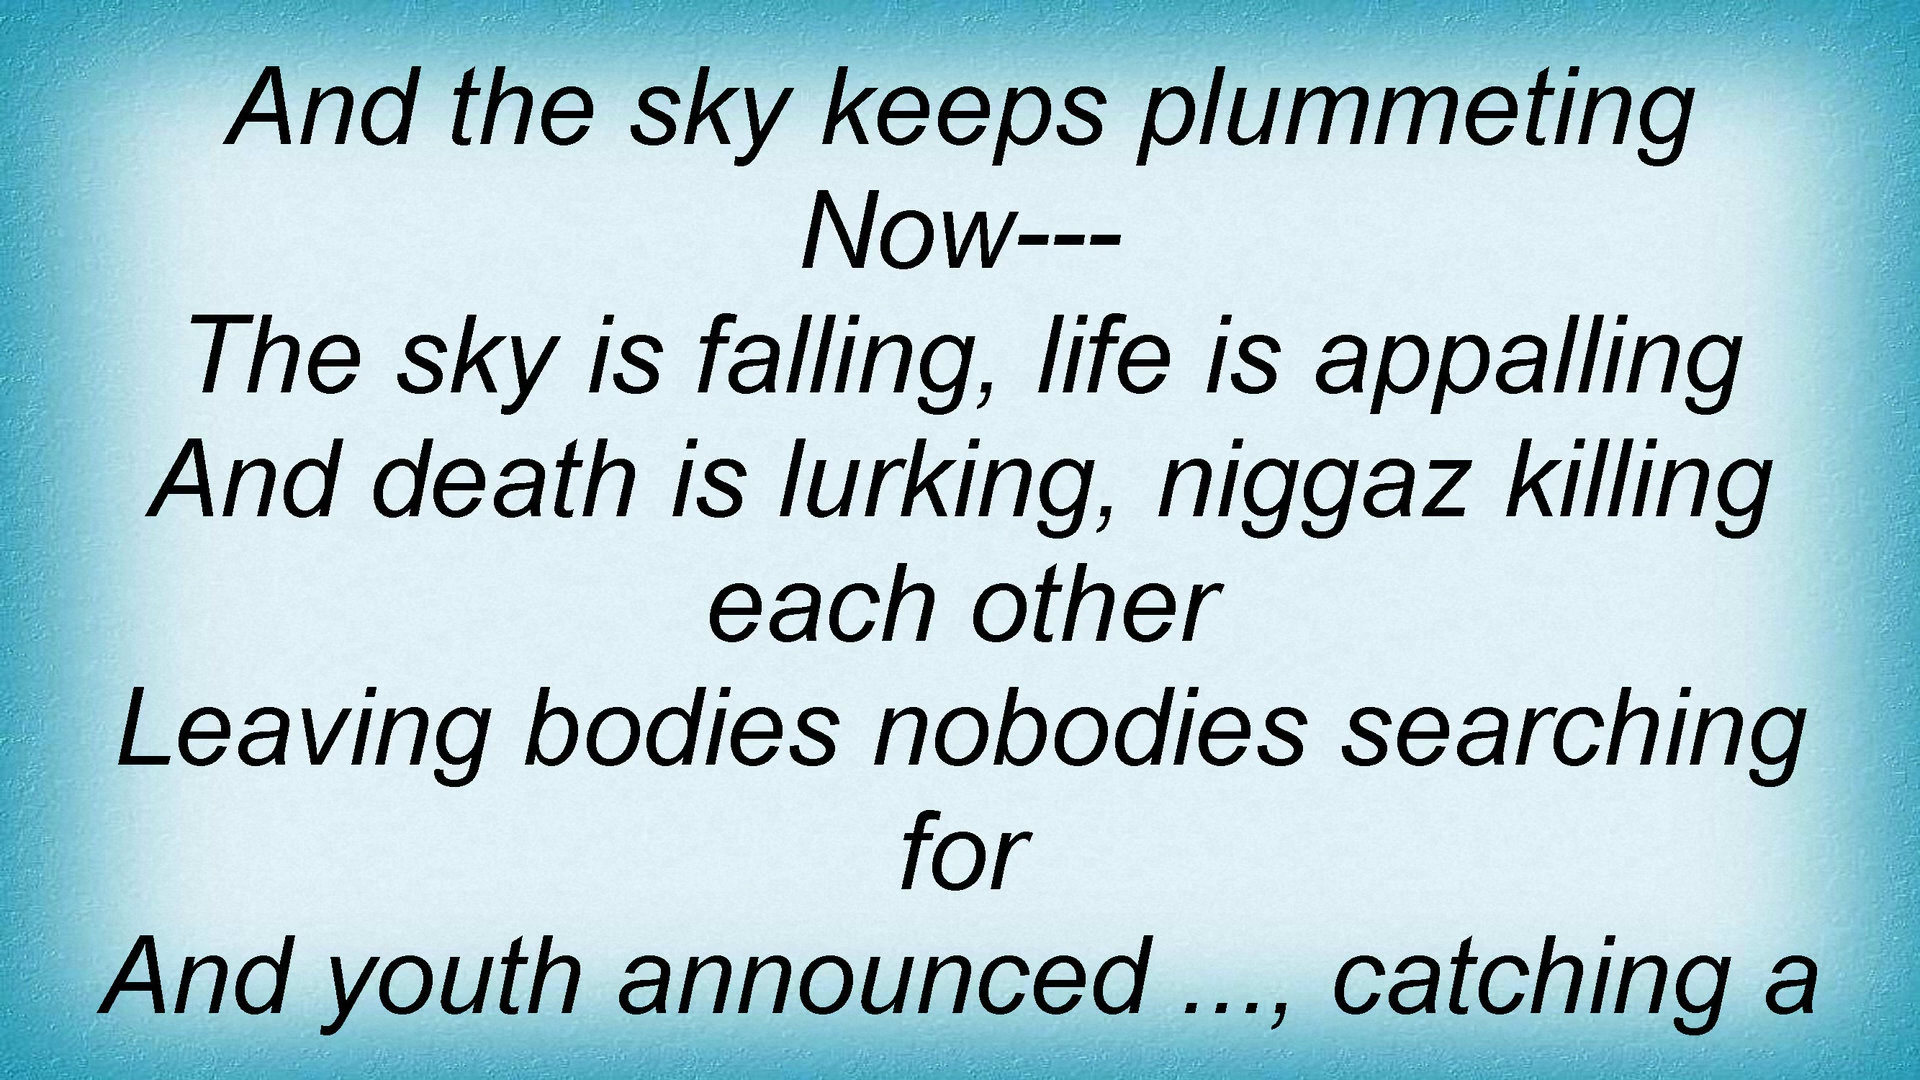 And the sky keeps plummeting
Now---
The sky is falling, life is appalling
And death is lurking, niggaz killing
each other
Leaving bodies nobodies searching
for
And youth announced ..., catching a